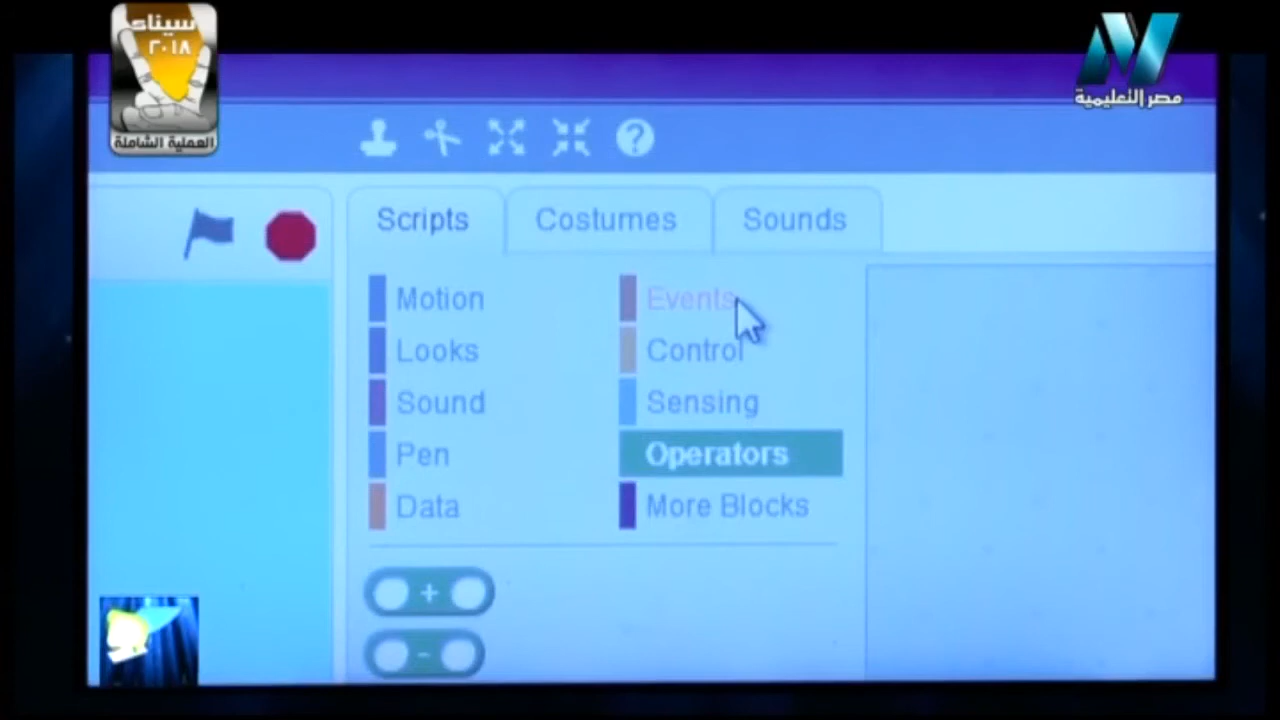 سيناء
٢٠١٨
العملية الشاملة
مصر التعليمية
Scripts
Costumes
Sounds
Motion
Events
Looks
Control
Sound
Sensing
Pen
Operators
Data
More Blocks
+
-